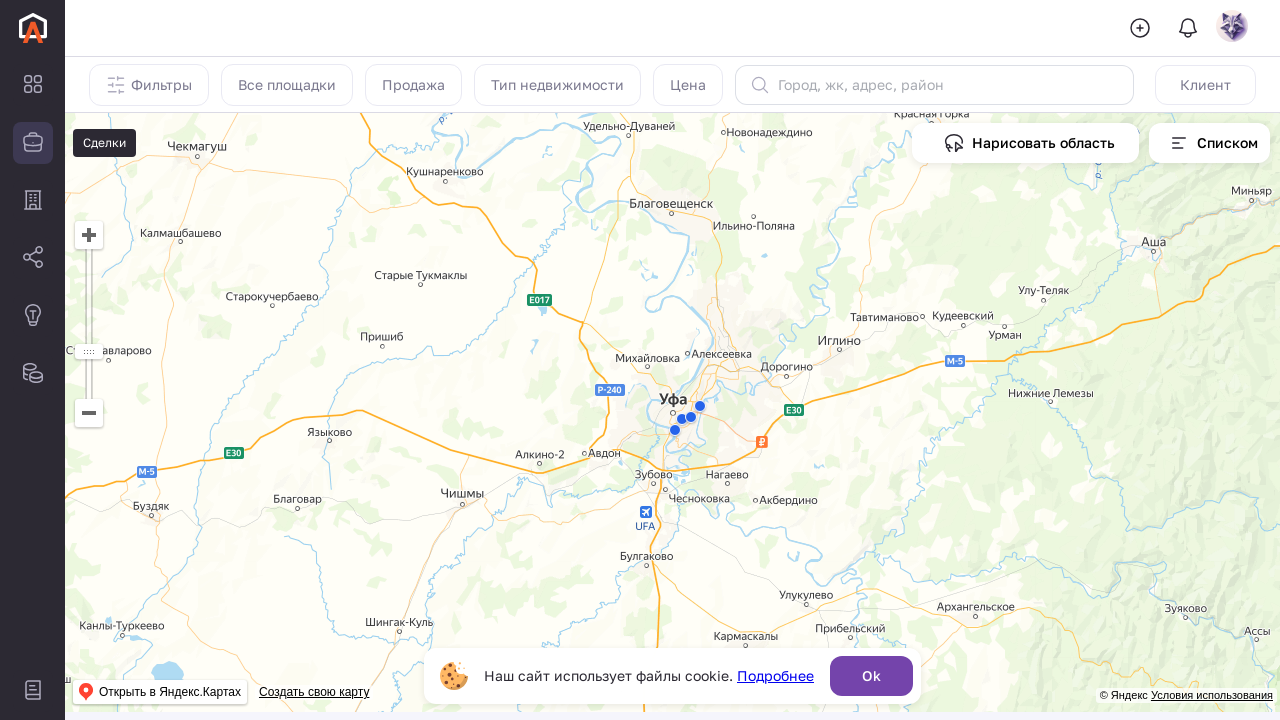 Фильтры
Все площадки
Продажа
Тип недвижимости
Цена
Город, жк, адрес, район
Клиент
Сделки
Нарисовать область
Списком
Удельно-Дуваней
Новонадеждино
Красная Горка
Чекмагуш
Кушнаренково
Миньяр
Благовещенск
Ильино-Поляна
Калмашбашево
Аша
Старые Тукмаклы
Старокучербаево
E017
Улу-Теляк
Тавтиманово
Кудеевский
Урман
Пришиб
Иглино
Михайловка
Алексеевка
М-5
Дорогино
Р-240
Нижние Лемезы
Уфа
E30
Языково
E30
Алкино-2
Авдон
М-5
Зубово
Нагаево
Чишмы
Чесноковка
Акбердино
Благовар
Буздяк
UFA
Булгаково
Улукулево
Архангельское
Зуяково
Шингак-Куль
Канлы-Туркеево
Прибельский
Кармаскалы
Ассы
Наш сайт использует файлы cookie. Подробнее
Ok
Открыть в Яндекс.Картах
Создать свою карту
© Яндекс Условия использования